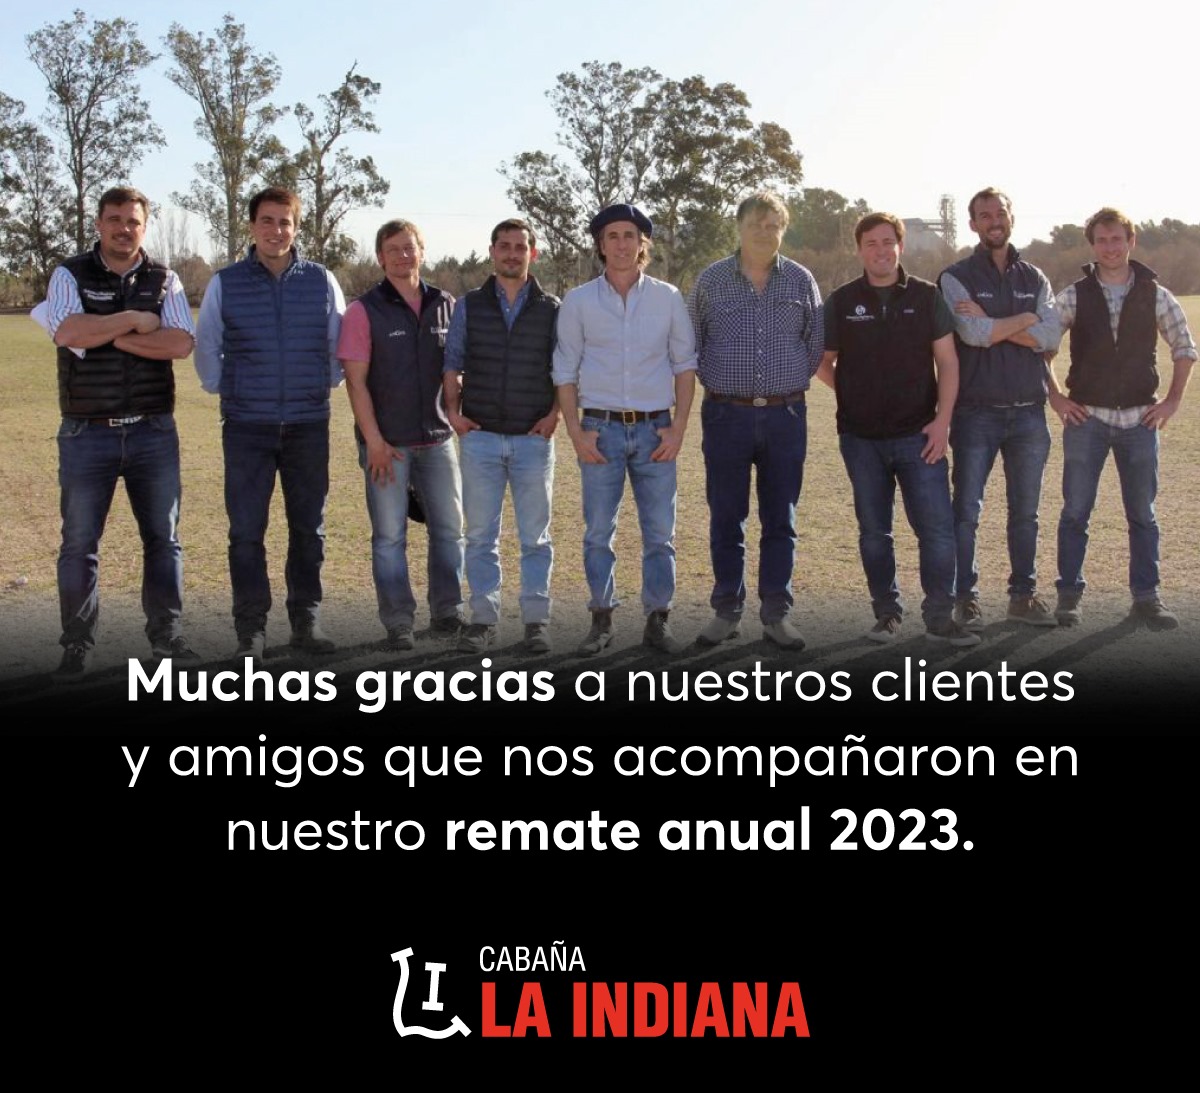 Muchas gracias a nuestros clientes
y amigos que nos acompañaron en
nuestro remate anual 2023.
CABAÑA
LA INDIANA